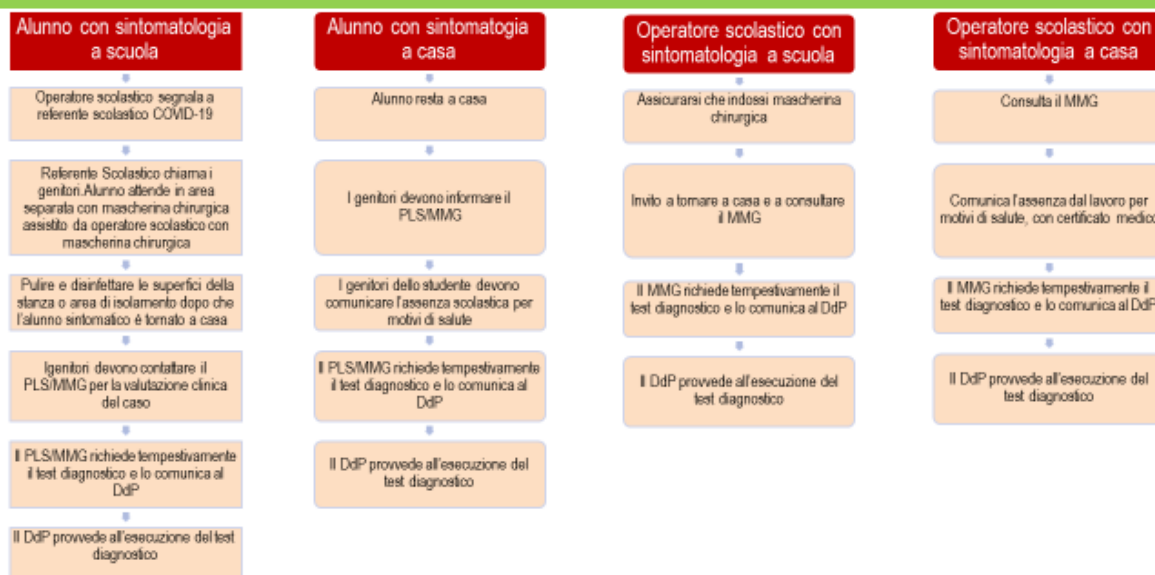 Alunno con sintomatologia
a scuola
Operatore scolastico segnala a
referente scolastico COVID-19
Referente Scolastico chiama i
genitori.Alunno attende in area
separata con mascherina chirurgica
assistito da operatore scolastico con
mascherina chirurgica
Pulire e disinfettare le superfici della
stanza o area di isolamento dopo che
l'alunno sintomatico é tornato a casa
Igenitori devono contattare il
PLS/MMG per la valutazione clinica
del caso
Il PLS/MMG richiede tempestivamente
il test diagnostico e lo comunica al
DdP
Il DdP provvede all'esecuzione del test
diagnostico
Alunno con sintomatogia
a casa
Alunno resta a casa
I genitori devono informare il
PLS/MMG
I genitori dello studente devono
comunicare l'assenza scolastica per
motivi di salute
Il PLS/MMG richiede tempestivamente
il test diagnostico e lo comunica al
DdP
Il DdP provvede all'esecuzione del
test diagnostico
Operatore scolastico con
sintomatologia a scuola
Assicurarsi che indossi mascherina
chirurgica
Invito a tornare a casa e a consultare
il MMG
Il MMG richiede tempestivamente il
test diagnostico e lo comunica al DdP
Il DdP provvede all'esecuzione del
test diagnostico
Operatore scolastico con
sintomatologia a casa
Consulta il MMG
Comunica l'assenza dal lavoro per
motivi di salute, con certificato medico
Il MMG richiede tempestivamente il
test diagnostico e lo comunica al DdP
Il DdP provvede all'esecuzione del
test diagnostico